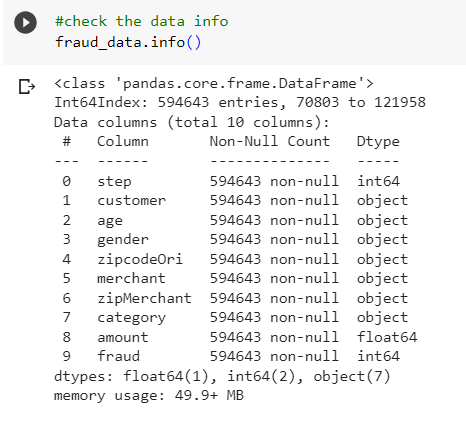 #check the data info
fraud_data.info()
<class 'pandas.core.frame.DataFrame'>
Int64Index: 594643 entries, 70803 to 121958
Data columns (total 10 columns):
 #   Column       Non-Null Count   Dtype
---  ------       --------------   -----
 0   step         594643 non-null  int64
 1   customer     594643 non-null  object
 2   age          594643 non-null  object
 3   gender       594643 non-null  object
 4   zipcodeOri   594643 non-null  object
 5   merchant     594643 non-null  object
 6   zipMerchant  594643 non-null  object
 7   category     594643 non-null  object
 8   amount       594643 non-null  float64
 9   fraud        594643 non-null  int64
dtypes: float64(1), int64(2), object(7)
memory usage: 49.9+ MB